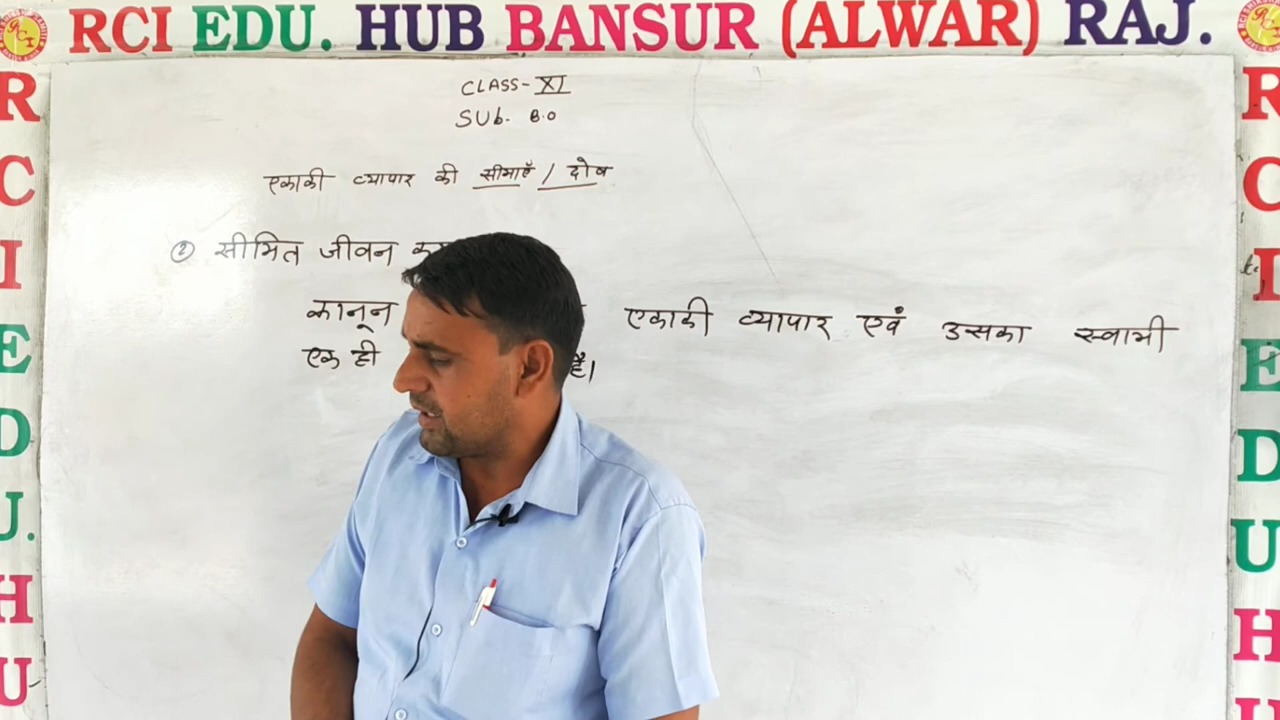 RCI EDU. HUB BANSUR (ALWAR) RAJ.
CLASS-XI
SUb. B.O
एकाकी व्यापार की सीमाएँ / दोष
② सीमित जीवन
कानून एकाकी व्यापार एवं उसका स्वामी
एक ही है।
R
C
I
E
D
U.
H
U
R
C
I
E
D
U
H
U